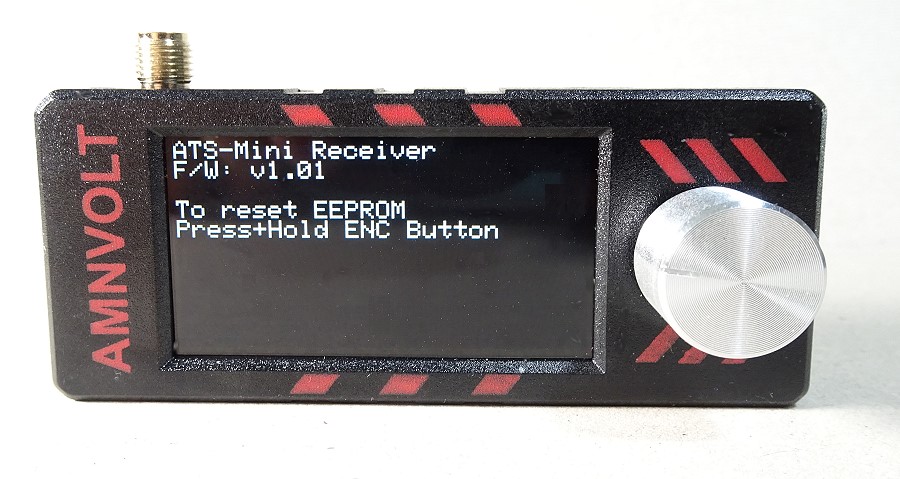 AMNVOLT
ATS-Mini Receiver
F/W: v1.01
To reset EEPROM
Press+Hold ENC Button